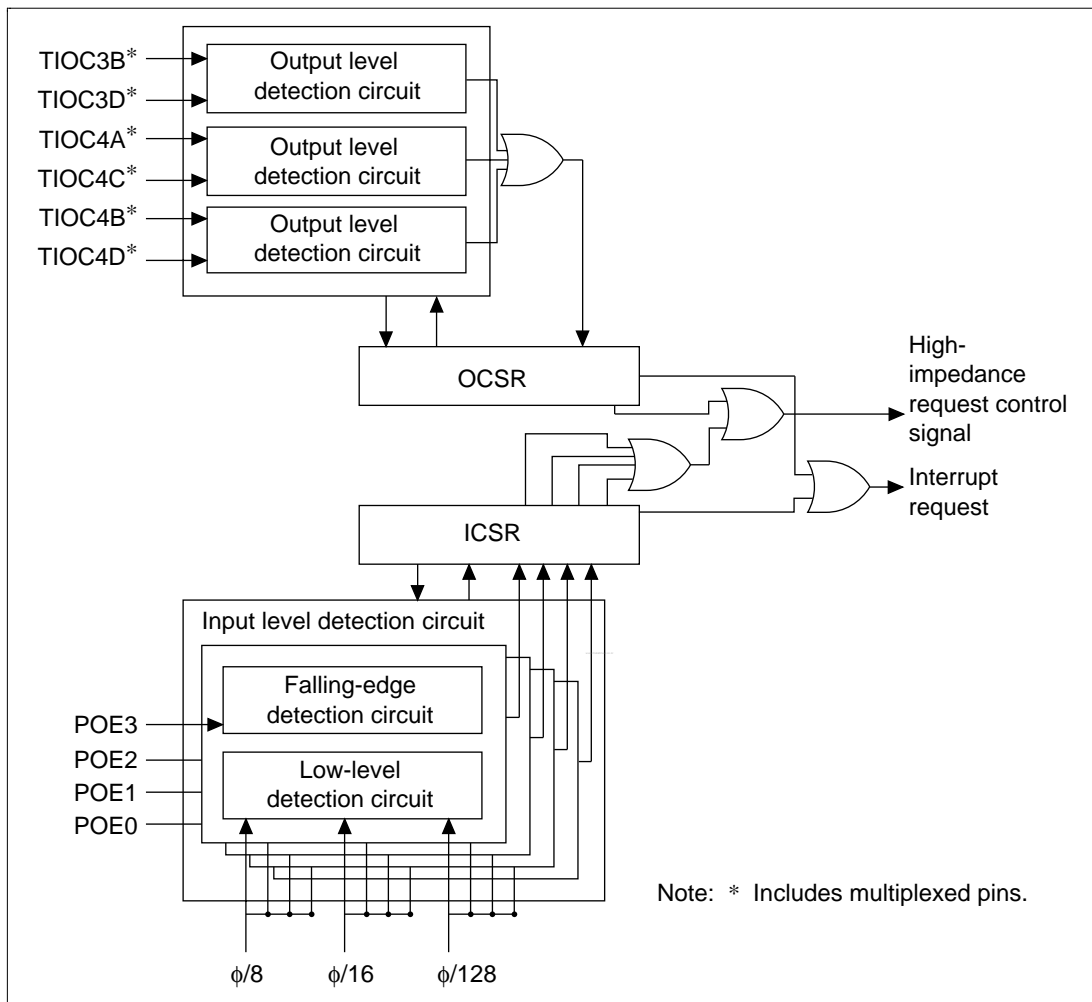 TIOC3B*
TIOC3D*
TIOC4A*
TIOC4C*
TIOC4B*
TIOC4D*
Output level
detection circuit
Output level
detection circuit
Output level
detection circuit
OCSR
High-
impedance
request control
signal
Interrupt
request
ICSR
Input level detection circuit
Falling-edge
detection circuit
Low-level
detection circuit
POE3
POE2
POE1
POE0
ϕ/8
ϕ/16
ϕ/128
Note: * Includes multiplexed pins.